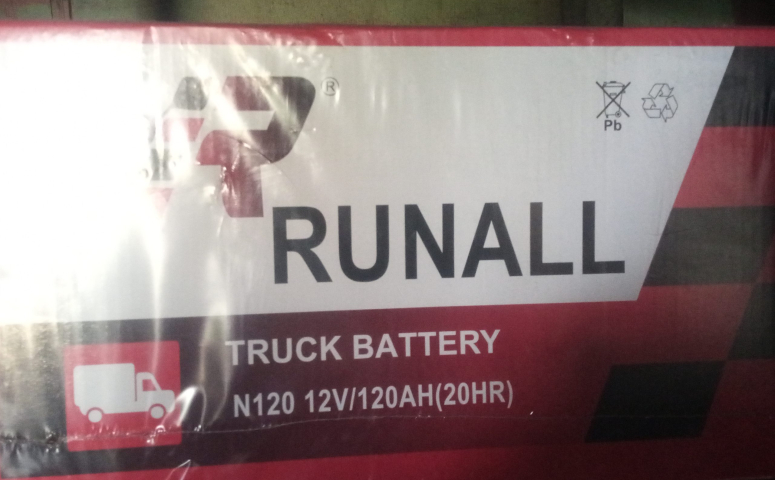 ®
Pb
RUNALL
TRUCK BATTERY
N120 12V/120AH(20HR)